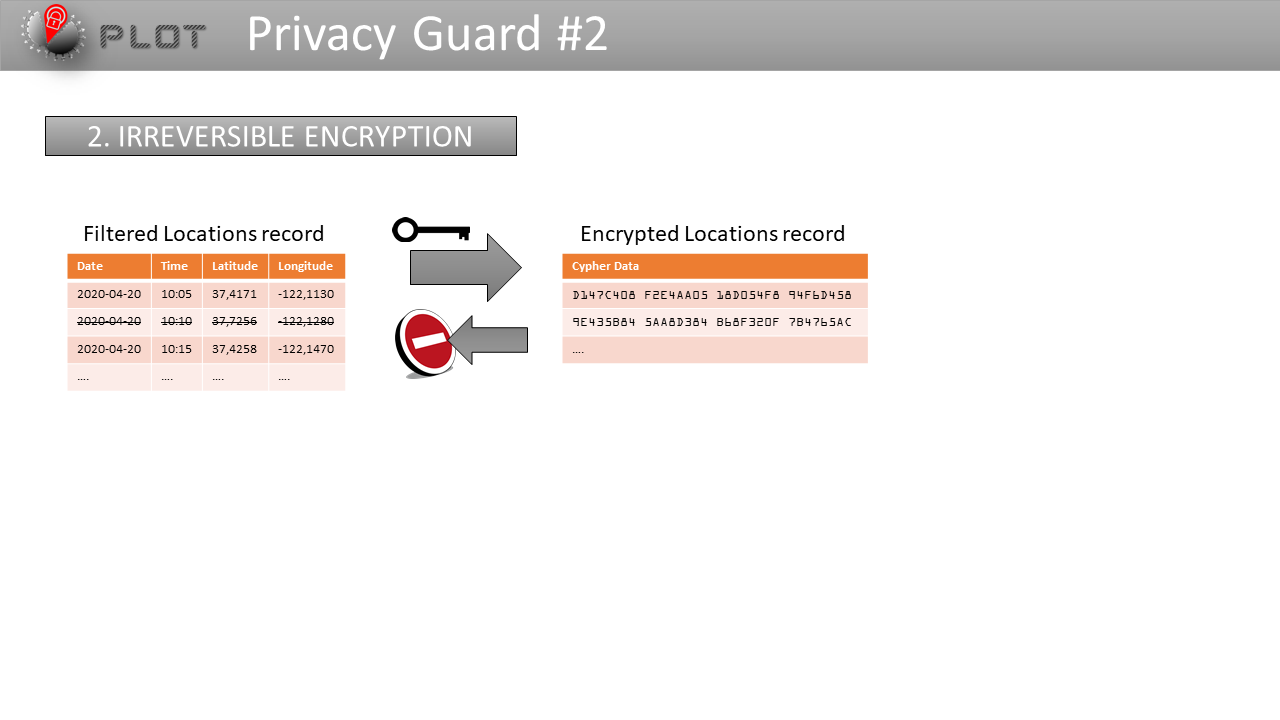 PLOT
Privacy Guard #2
2. IRREVERSIBLE ENCRYPTION
Filtered Locations record
Date Time Latitude Longitude
2020-04-20 10:05 37,4171 -122,1130
2020-04-20 10:10 37,7256 -122,1280
2020-04-20 10:15 37,4258 -122,1470
.... .... .... ....
Encrypted Locations record
Cypher Data
D147C408 F2E4AA05 18D054F8 94F6D458
9E435B84 5AA8D384 B68F320F 7B4765AC
....